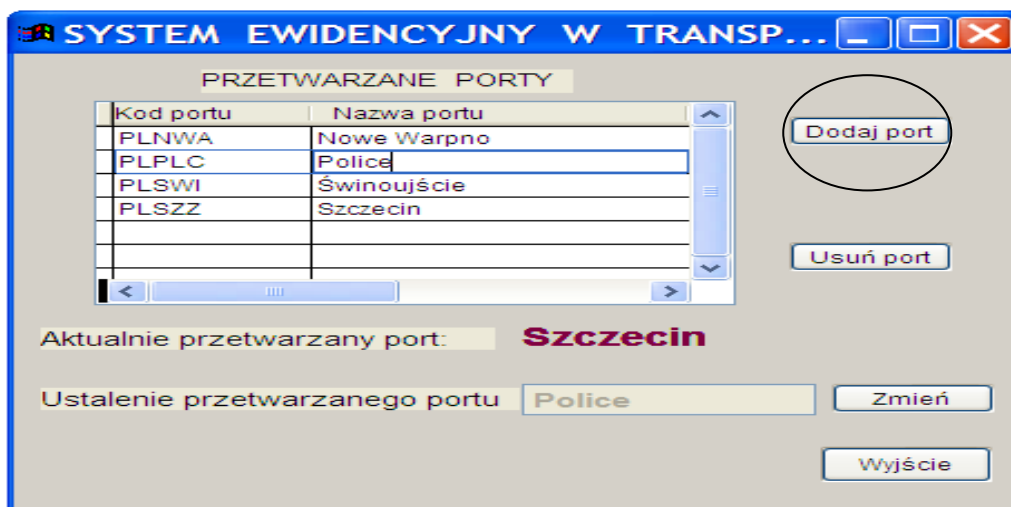 SYSTEM EWIDENCYJNY W TRANSP...
PRZETWARZANE PORTY
Kod portu Nazwa portu
PLNWA Nowe Warpno
PLPLC Police
PLSWI Świnoujście
PLSZZ Szczecin
Dodaj port
Usuń port
Aktualnie przetwarzany port: Szczecin
Ustalenie przetwarzanego portu Police Zmień
Wyjście